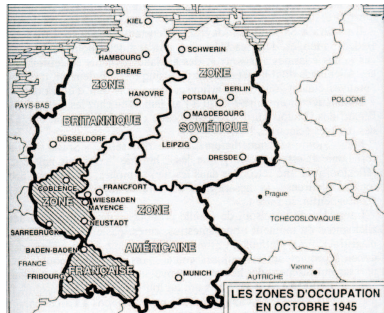 KIEL
SCHWERIN
HAMBOURG
ZONE
ZONE
BRÊME
BERLIN
HANOVRE
POTSDAM
POLOGNE
PAYS-BAS
MAGDEBOURG
BRITANNIQUE
SOVIÉTIQUE
DÜSSELDORF
LEIPZIG
DRESDE
COBLENCE
FRANCFORT
ZONE
WIESBADEN
Prague
MAYENCE
ZONE
NEUSTADT
TCHÉCOSLOVAQUIE
SARREBRUCK
BADEN-BADEN
AMÉRICAINE
FRANCE
FRANÇAISE
Vienne
FRIBOURG
MUNICH
AUTRICHE
LES ZONES D'OCCUPATION
EN OCTOBRE 1945